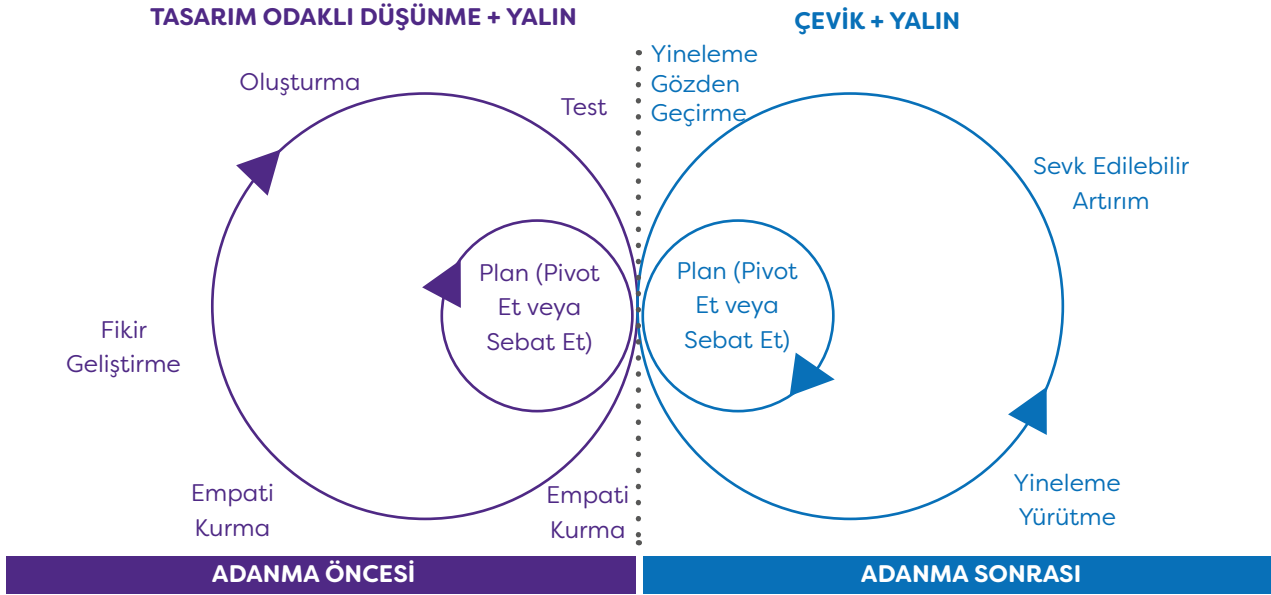 TASARIM ODAKLI DÜŞÜNME + YALIN
ÇEVİK + YALIN
Oluşturma
Test
Yineleme
Gözden
Geçirme
Sevk Edilebilir
Artırım
Plan (Pivot
Et veya
Sebat Et)
Plan (Pivot
Et veya
Sebat Et)
Fikir
Geliştirme
Empati
Kurma
Empati
Kurma
Yineleme
Yürütme
ADANMA ÖNCESİ
ADANMA SONRASI